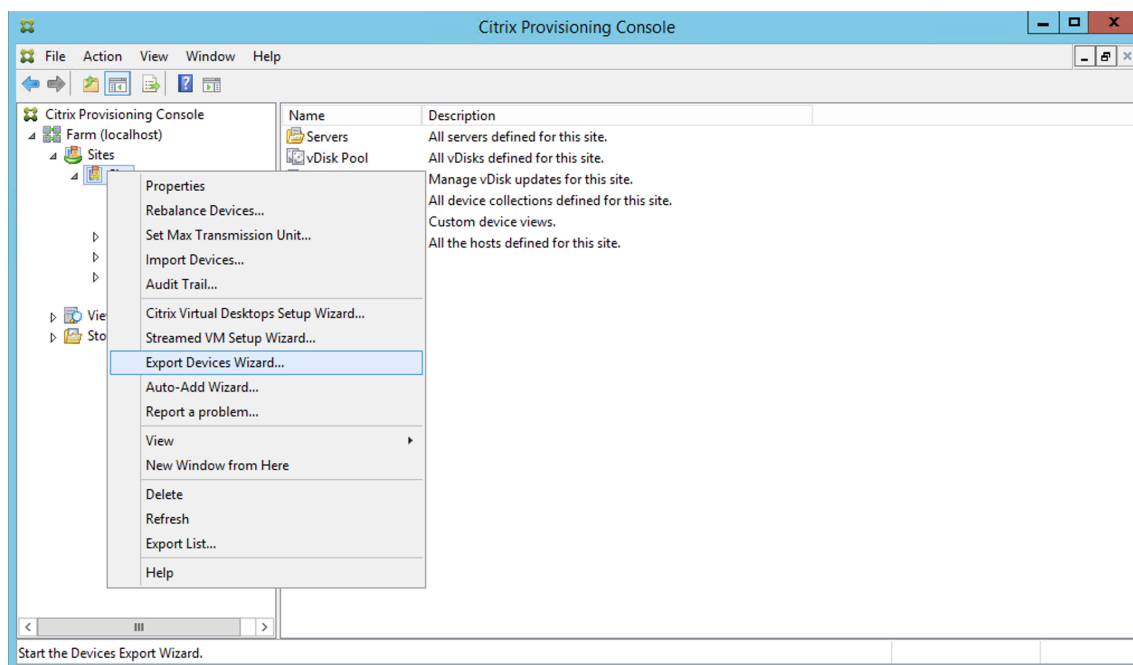 Citrix Provisioning Console
File Action View Window Help
Citrix Provisioning Console
Farm (localhost)
Sites
Name Description
Servers All servers defined for this site.
vDisk Pool All vDisks defined for this site.
Manage vDisk updates for this site.
All device collections defined for this site.
Custom device views.
All the hosts defined for this site.
Properties
Rebalance Devices...
Set Max Transmission Unit...
Import Devices...
Audit Trail...
Citrix Virtual Desktops Setup Wizard...
Streamed VM Setup Wizard...
Export Devices Wizard...
Auto-Add Wizard...
Report a problem...
View
New Window from Here
Delete
Refresh
Export List...
Help
Vie
Sto
Start the Devices Export Wizard.